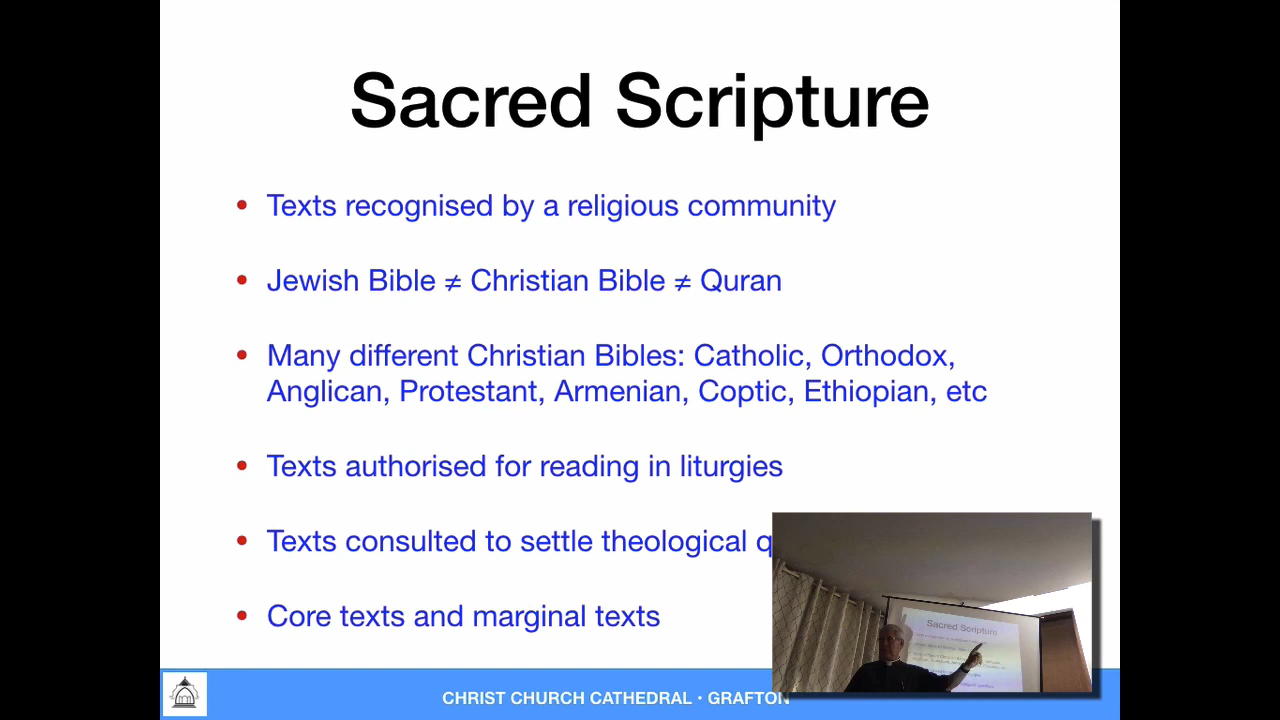 Sacred Scripture
• Texts recognised by a religious community
• Jewish Bible ≠ Christian Bible ≠ Quran
• Many different Christian Bibles: Catholic, Orthodox,
Anglican, Protestant, Armenian, Coptic, Ethiopian, etc
• Texts authorised for reading in liturgies
• Texts consulted to settle theological q
• Core texts and marginal texts
Sacred Scripture
CHRIST CHURCH CATHEDRAL • GRAFTON